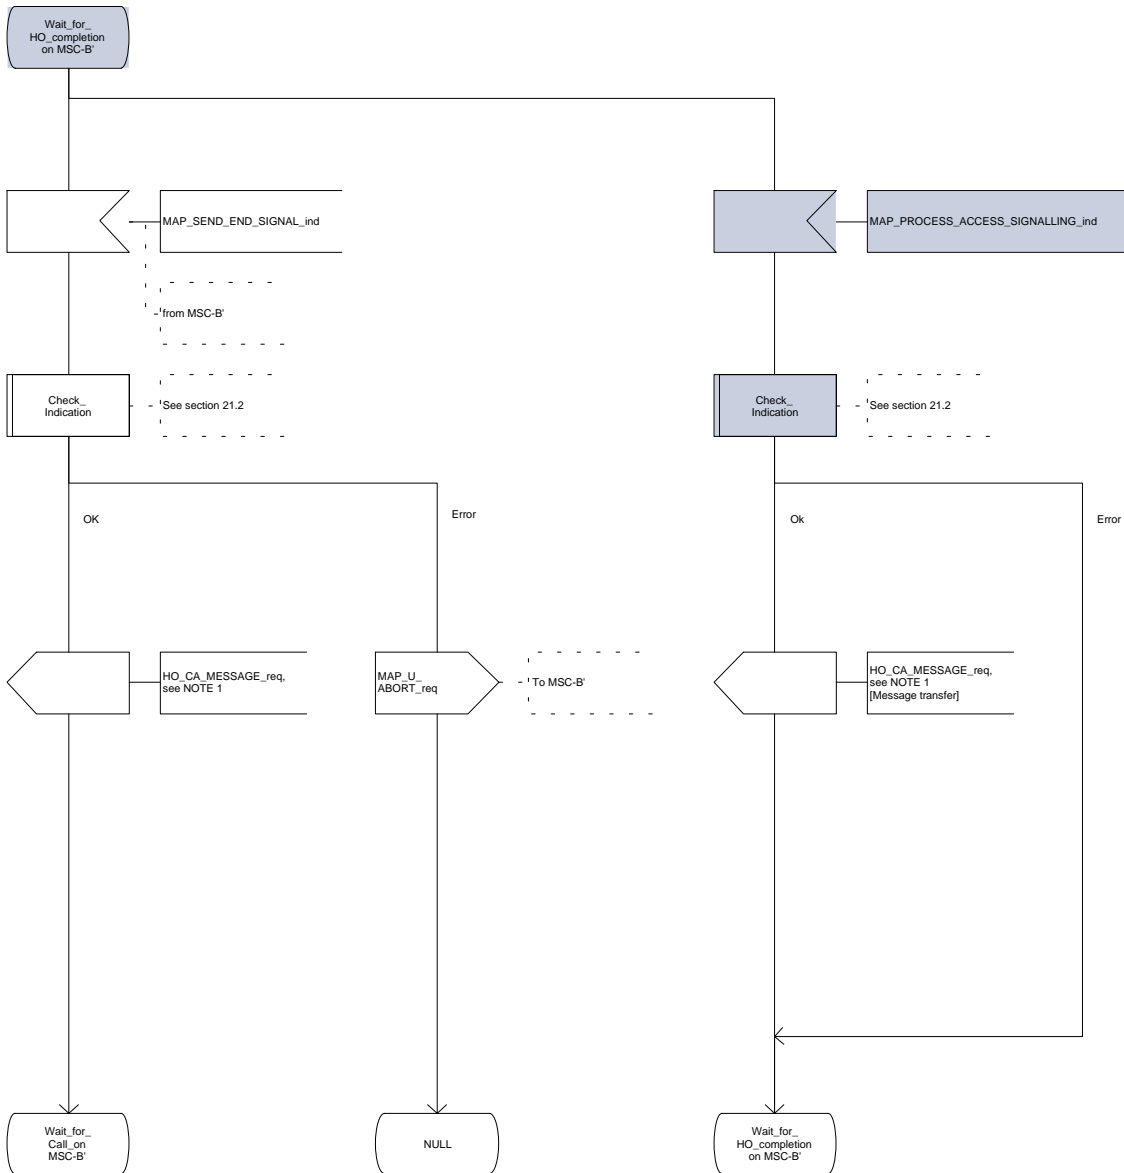 Wait_for_
HO_completion
on MSC-B'
MAP_SEND_END_SIGNAL_ind
MAP_PROCESS_ACCESS_SIGNALLING_ind
from MSC-B'
Check_
Indication
See section 21.2
Check_
Indication
See section 21.2
OK
Error
Ok
Error
HO_CA_MESSAGE_req,
see NOTE 1
MAP_U_
ABORT_req
To MSC-B'
HO_CA_MESSAGE_req,
see NOTE 1
[Message transfer]
Wait_for_
Call_on
MSC-B'
NULL
Wait_for_
HO_completion
on MSC-B'